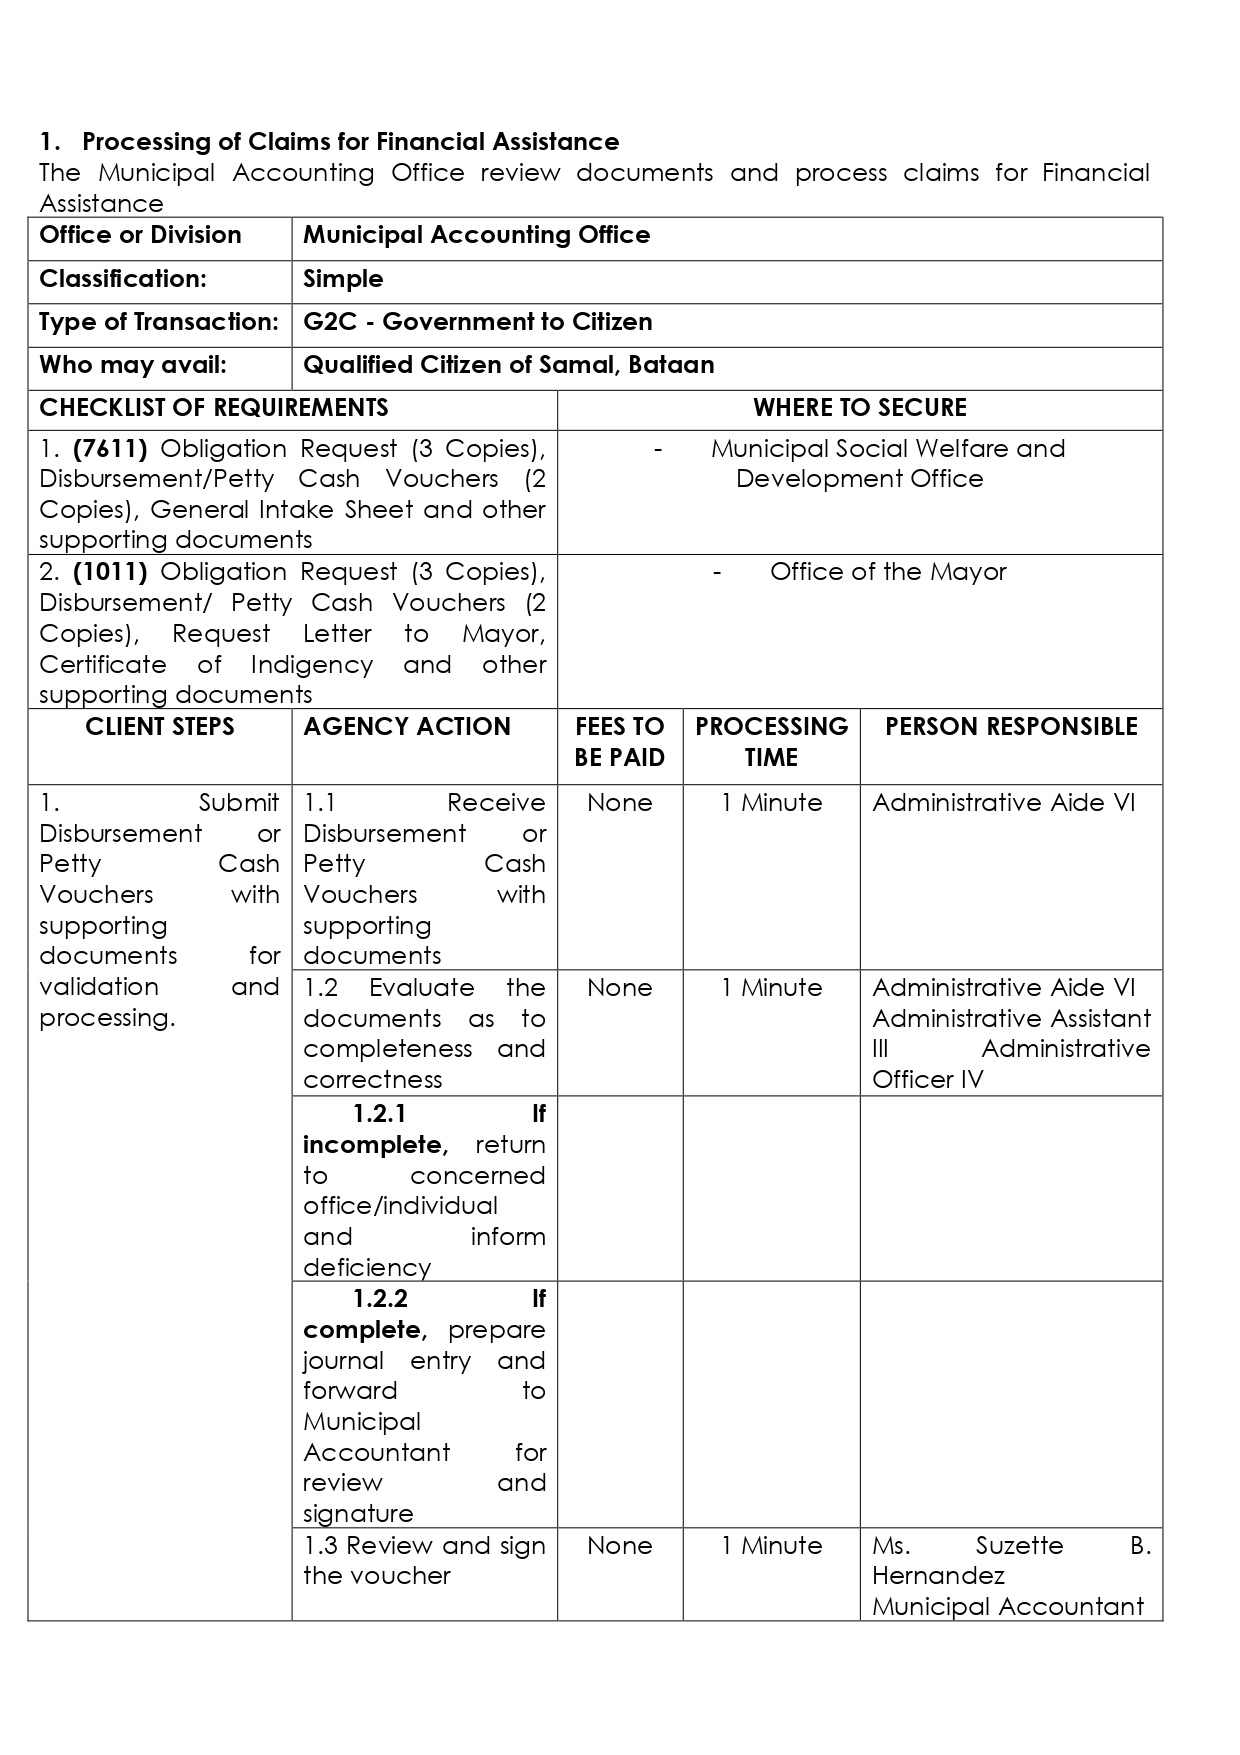 1. Processing of Claims for Financial Assistance
The Municipal Accounting Office review documents and process claims for Financial
Assistance
Office or Division
Municipal Accounting Office
Classification:
Simple
Type of Transaction:
G2C - Government to Citizen
Who may avail:
Qualified Citizen of Samal, Bataan
CHECKLIST OF REQUIREMENTS
WHERE TO SECURE
1. (7611) Obligation Request (3 Copies),
Disbursement/Petty Cash Vouchers (2
Copies), General Intake Sheet and other
supporting documents
- Municipal Social Welfare and
Development Office
2. (1011) Obligation Request (3 Copies),
Disbursement/ Petty Cash Vouchers (2
Copies), Request Letter to Mayor,
Certificate of Indigency and other
supporting documents
- Office of the Mayor
CLIENT STEPS
AGENCY ACTION
FEES TO
BE PAID
PROCESSING
TIME
PERSON RESPONSIBLE
1. Submit
Disbursement or
Petty Cash
Vouchers with
supporting
documents for
validation and
processing.
1.1 Receive
Disbursement or
Petty Cash
Vouchers with
supporting
documents
None
1 Minute
Administrative Aide VI
1.2 Evaluate the
documents as to
completeness and
correctness
None
1 Minute
Administrative Aide VI
Administrative Assistant
III Administrative
Officer IV
1.2.1 If
incomplete, return
to concerned
office/individual
and inform
deficiency
1.2.2 If
complete, prepare
journal entry and
forward to
Municipal
Accountant for
review and
signature
1.3 Review and sign
the voucher
None
1 Minute
Ms. Suzette B.
Hernandez
Municipal Accountant